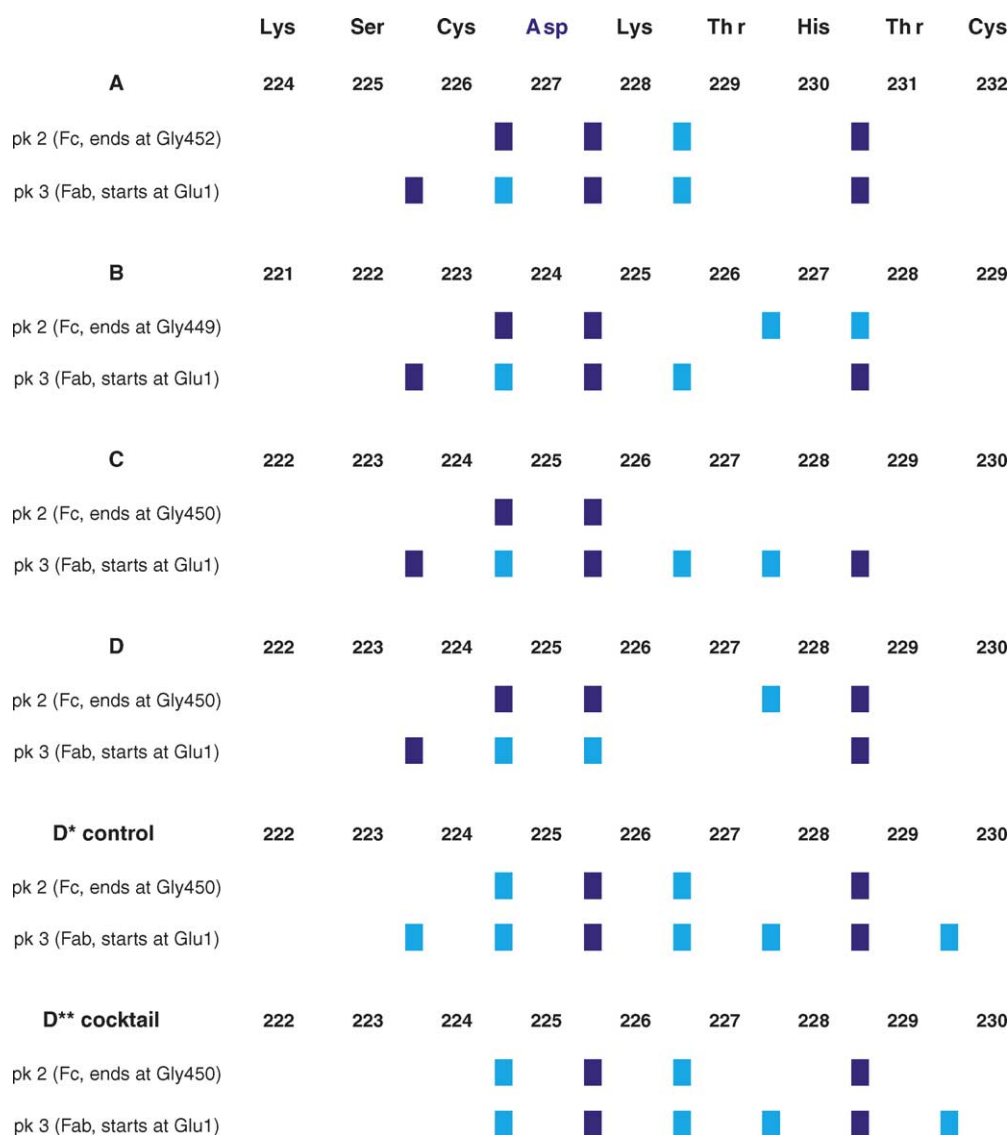 Lys Ser Cys Asp Lys Thr His Thr Cys
A 224 225 226 227 228 229 230 231 232
pk 2 (Fc, ends at Gly452)
pk 3 (Fab, starts at Glu1)
B 221 222 223 224 225 226 227 228 229
pk 2 (Fc, ends at Gly449)
pk 3 (Fab, starts at Glu1)
C 222 223 224 225 226 227 228 229 230
pk 2 (Fc, ends at Gly450)
pk 3 (Fab, starts at Glu1)
D 222 223 224 225 226 227 228 229 230
pk 2 (Fc, ends at Gly450)
pk 3 (Fab, starts at Glu1)
D* control 222 223 224 225 226 227 228 229 230
pk 2 (Fc, ends at Gly450)
pk 3 (Fab, starts at Glu1)
D** cocktail 222 223 224 225 226 227 228 229 230
pk 2 (Fc, ends at Gly450)
pk 3 (Fab, starts at Glu1)